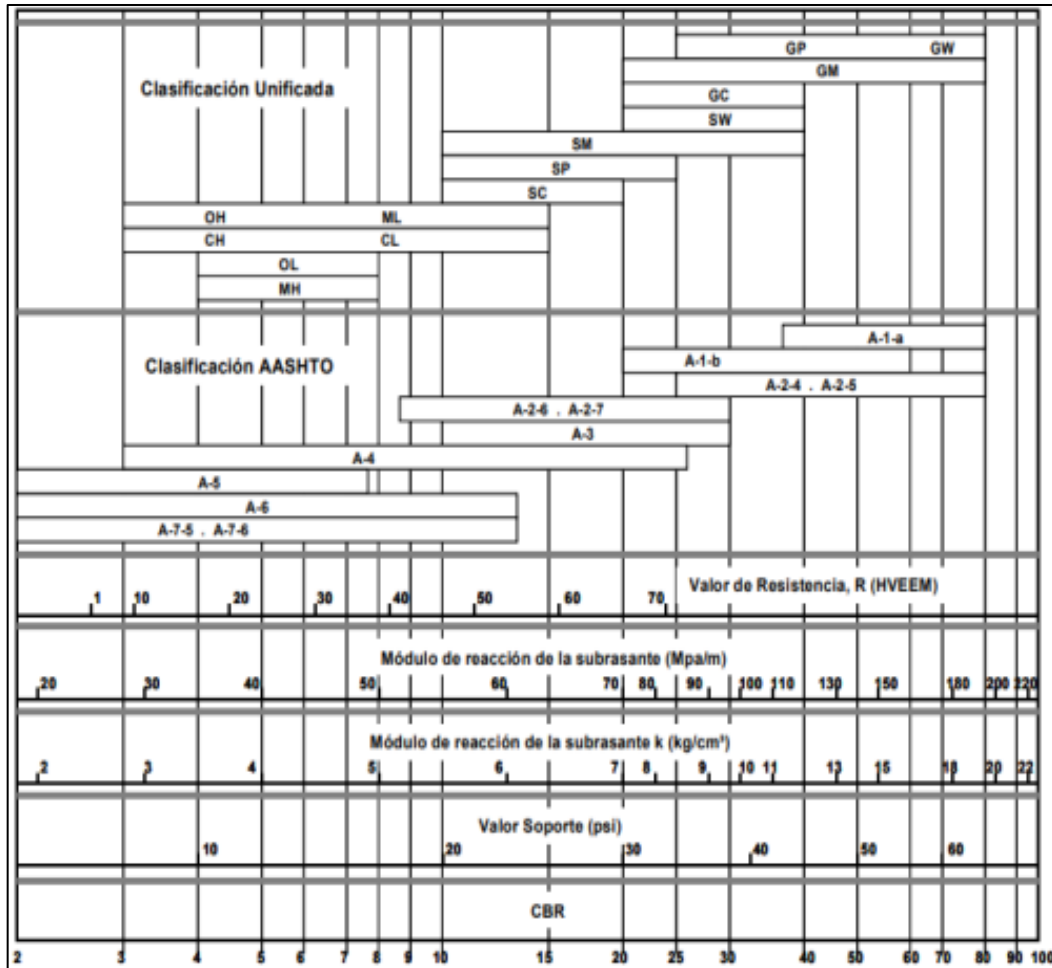 GP GW
GM
Clasificación Unificada
GC
SW
SM
SP
SC
OH ML
CH CL
OL
MH
A-1-a
Clasificación AASHTO
A-1-b
A-2-4 . A-2-5
A-2-6 . A-2-7
A-3
A-4
A-5
A-6
A-7-5 . A-7-6
Valor de Resistencia, R (HVEEM)
1 10 20 30 40 50 60 70
Módulo de reacción de la subrasante (Mpa/m)
20 30 40 50 60 70 80 90 100 110 130 150 180 200 220
Módulo de reacción de la subrasante k (kg/cm³)
2 3 4 5 6 7 8 9 10 11 13 15 18 20 22
Valor Soporte (psi)
10 20 30 40 50 60
CBR
2 3 4 5 6 7 8 9 10 15 20 25 30 40 50 60 70 80 90 100